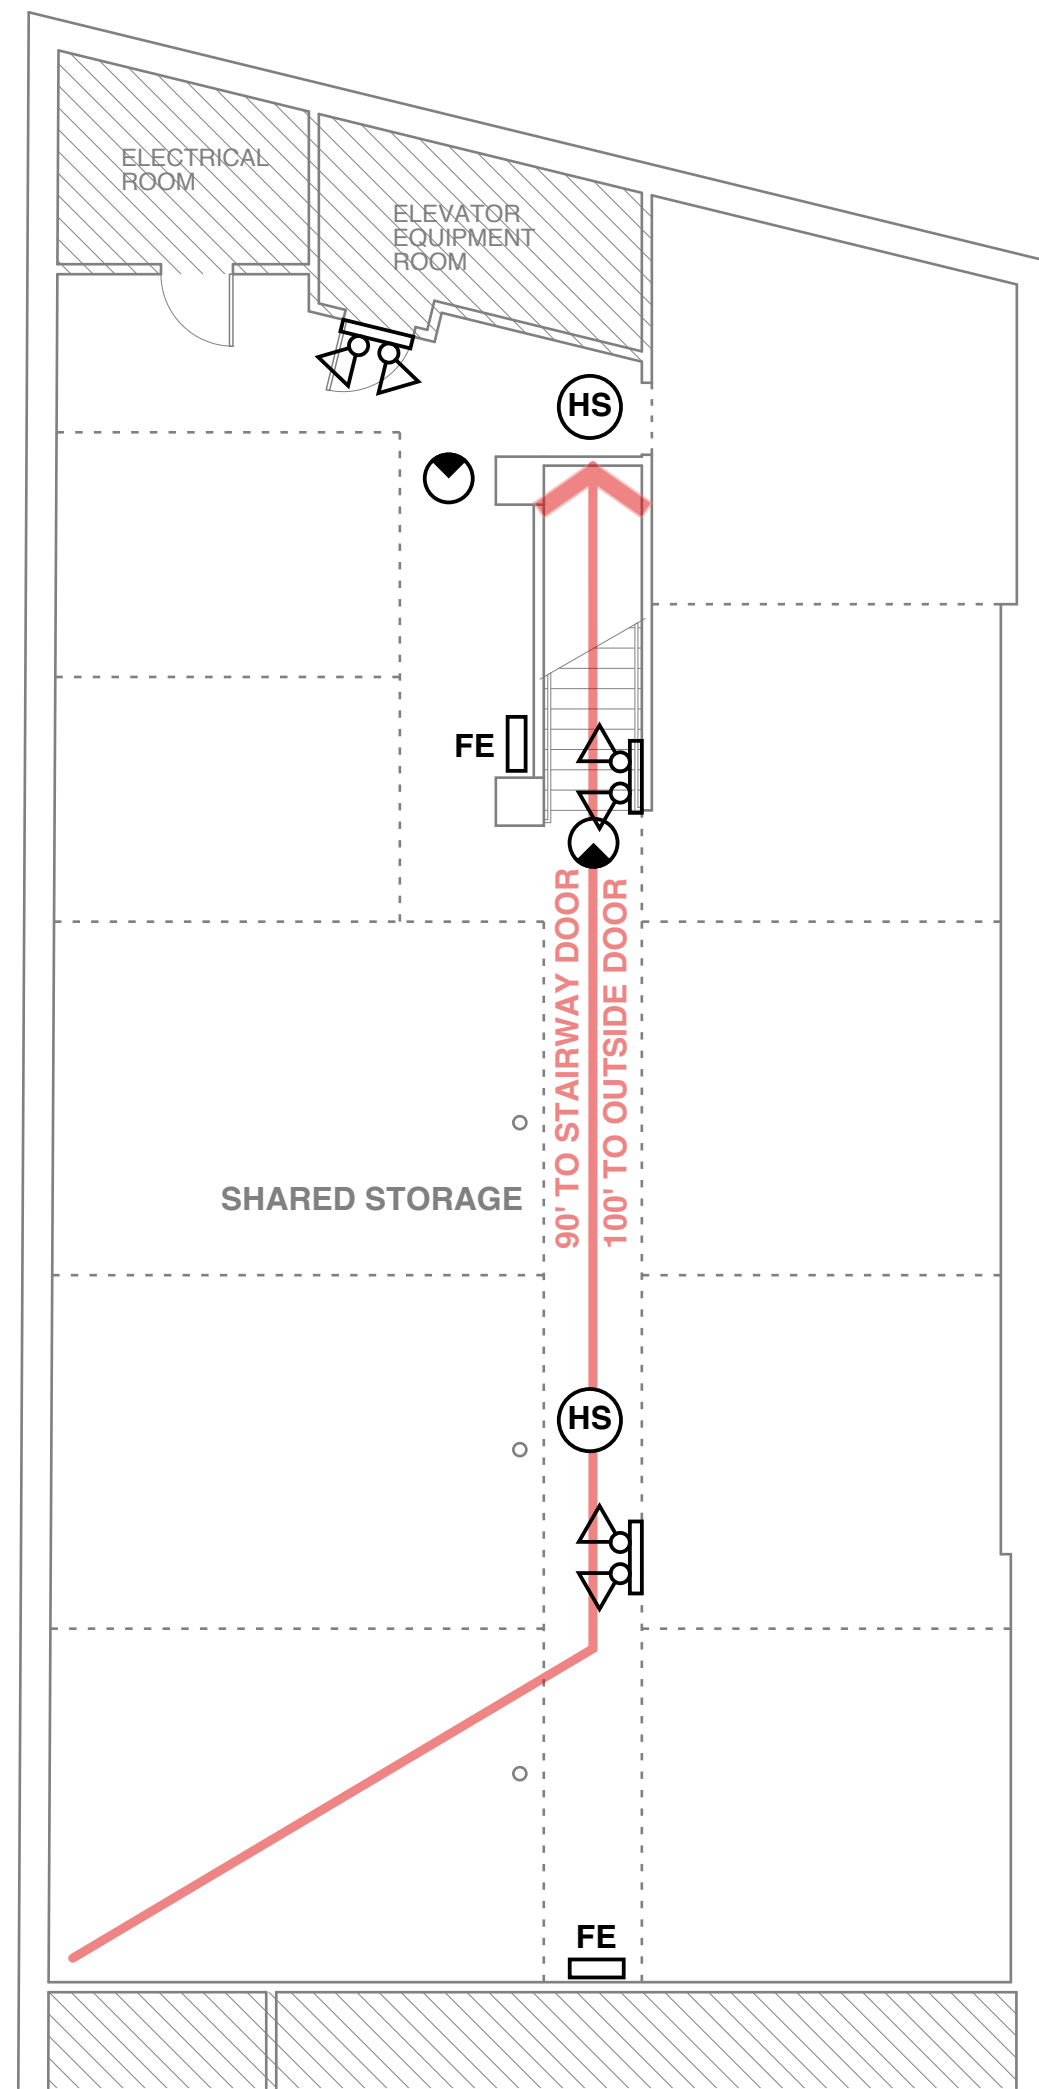 ELECTRICAL
ROOM
ELEVATOR
EQUIPMENT
ROOM
HS
FE
90' TO STAIRWAY DOOR
100' TO OUTSIDE DOOR
SHARED STORAGE
HS
FE